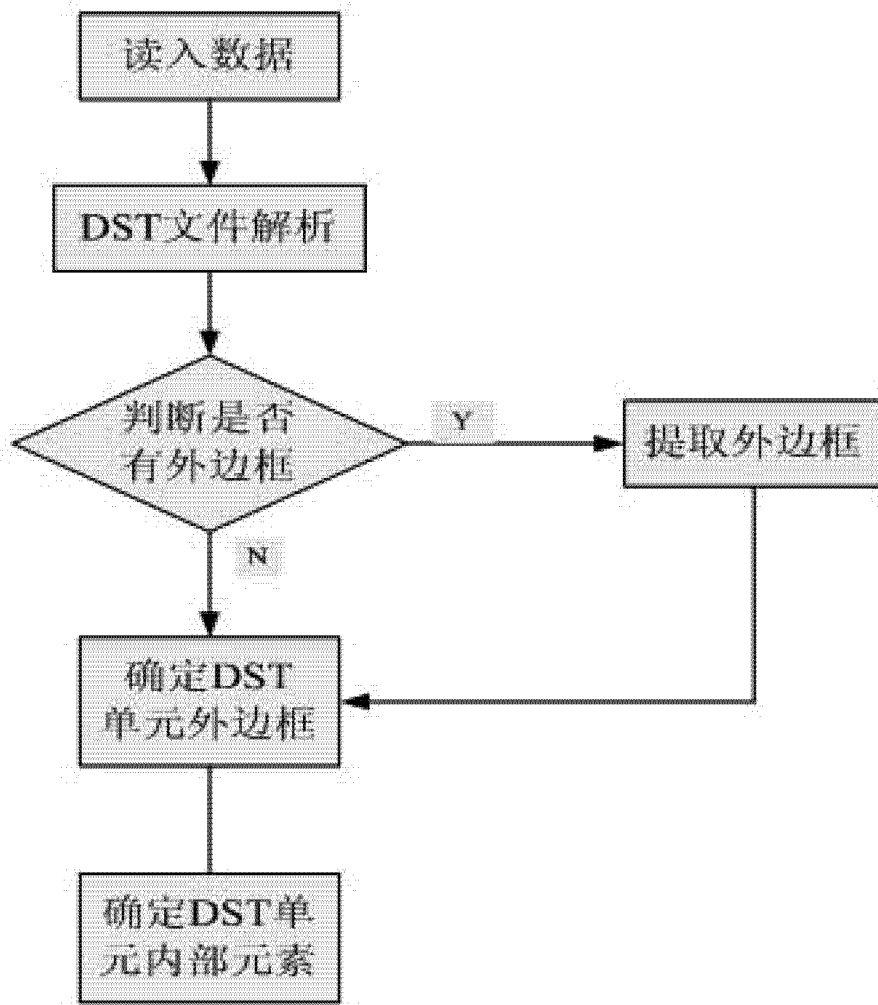 读入数据
DST文件解析
判断是否
有外边框
Y
提取外边框
N
确定DST
单元外边框
确定DST单
元内部元素